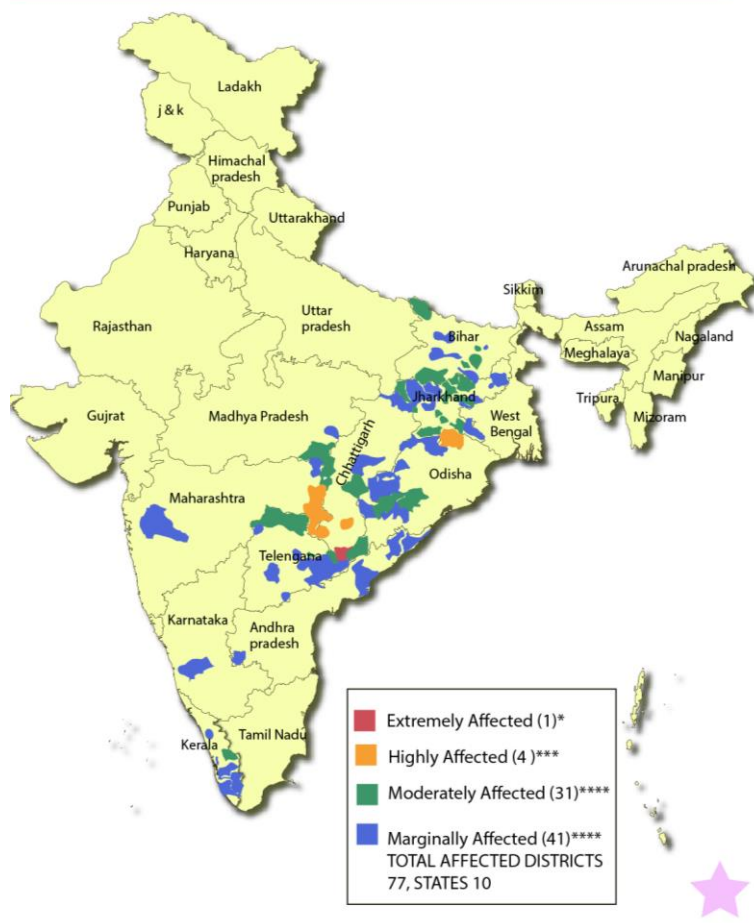 Ladakh
j & k
Himachal
pradesh
Punjab
Uttarakhand
Haryana
Arunachal pradesh
Sikkim
Rajasthan
Uttar
pradesh
Bihar
Assam
Nagaland
Meghalaya
Manipur
Tripura
Mizoram
Gujrat
Madhya Pradesh
Jharkhand
West
Bengal
Chhattigarh
Odisha
Maharashtra
Telengana
Karnataka
Andhra
pradesh
Kerala
Tamil Nadu
Extremely Affected (1)*
Highly Affected (4 )***
Moderately Affected (31)****
Marginally Affected (41)****
TOTAL AFFECTED DISTRICTS
77, STATES 10